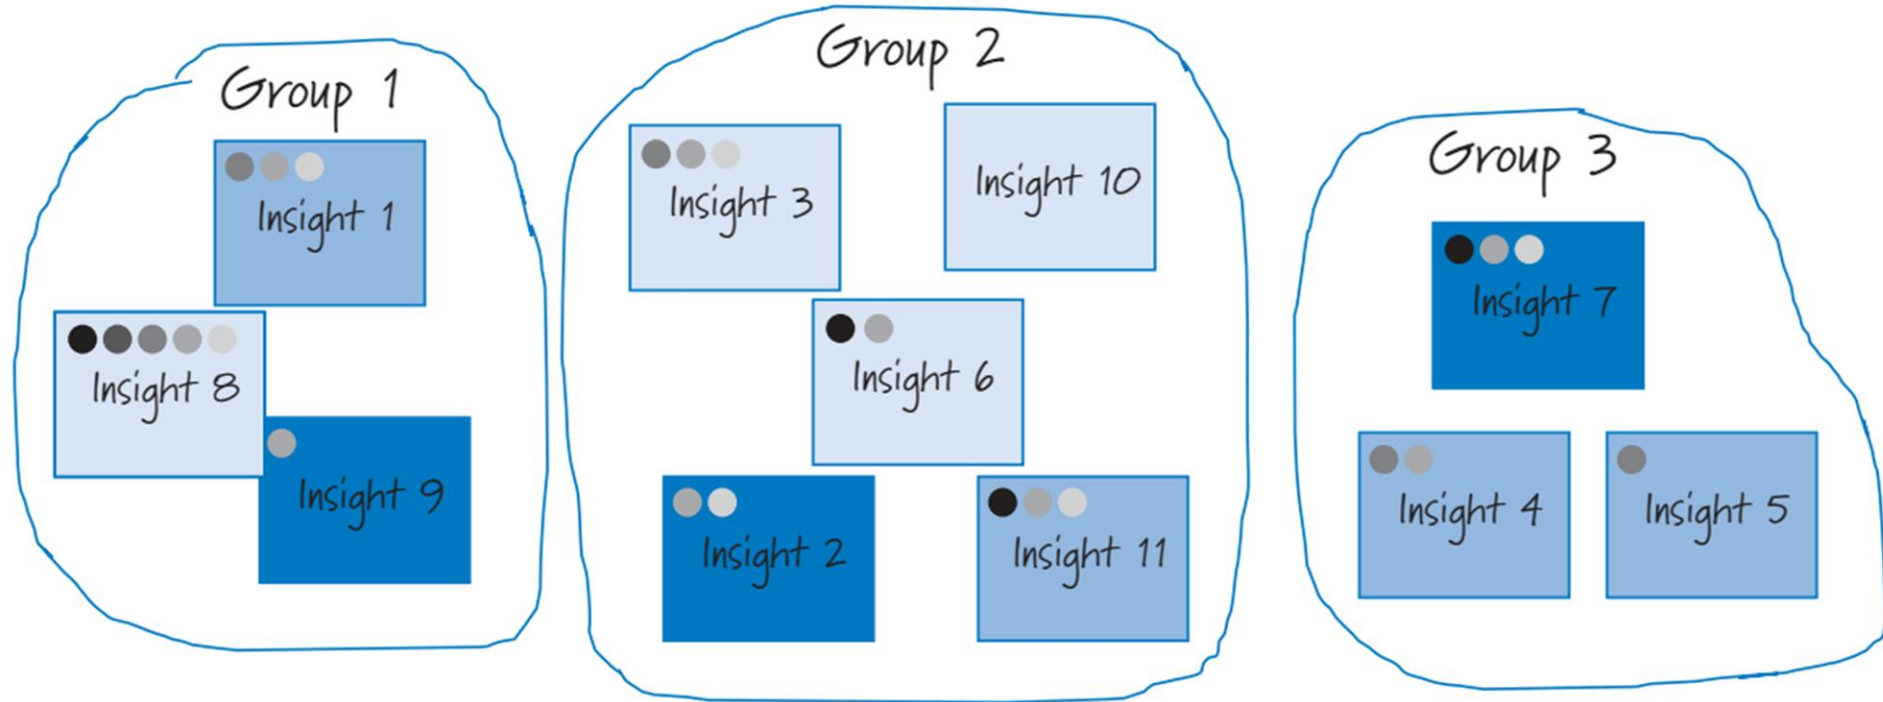 Group 1
Insight 1
Insight 8
Insight 9
Group 2
Insight 3
Insight 10
Insight 6
Insight 2
Insight 11
Group 3
Insight 7
Insight 4
Insight 5